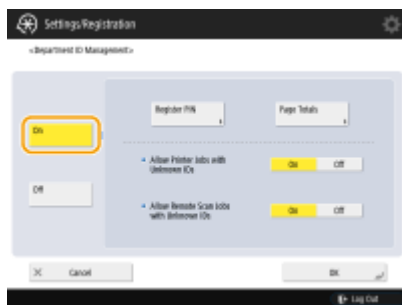 Settings/Registration
<Department ID Management>
On
Register PIN
Page Totals
Allow Printer Jobs with
Unknown IDs
On
Off
Off
Allow Remote Scan Jobs
with Unknown IDs
On
Off
Cancel
OK
Log Out